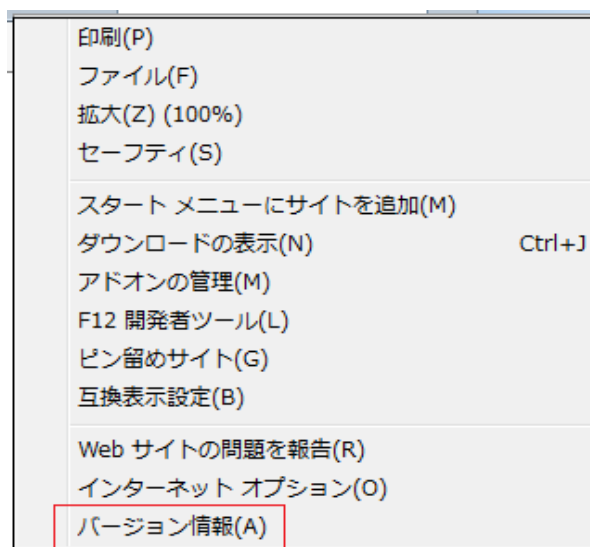 印刷(P)
ファイル(F)
拡大(Z) (100%)
セーフティ(S)
スタート メニューにサイトを追加(M)
ダウンロードの表示(N) Ctrl+J
アドオンの管理(M)
F12 開発者ツール(L)
ピン留めサイト(G)
互換表示設定(B)
Web サイトの問題を報告(R)
インターネット オプション(O)
バージョン情報(A)